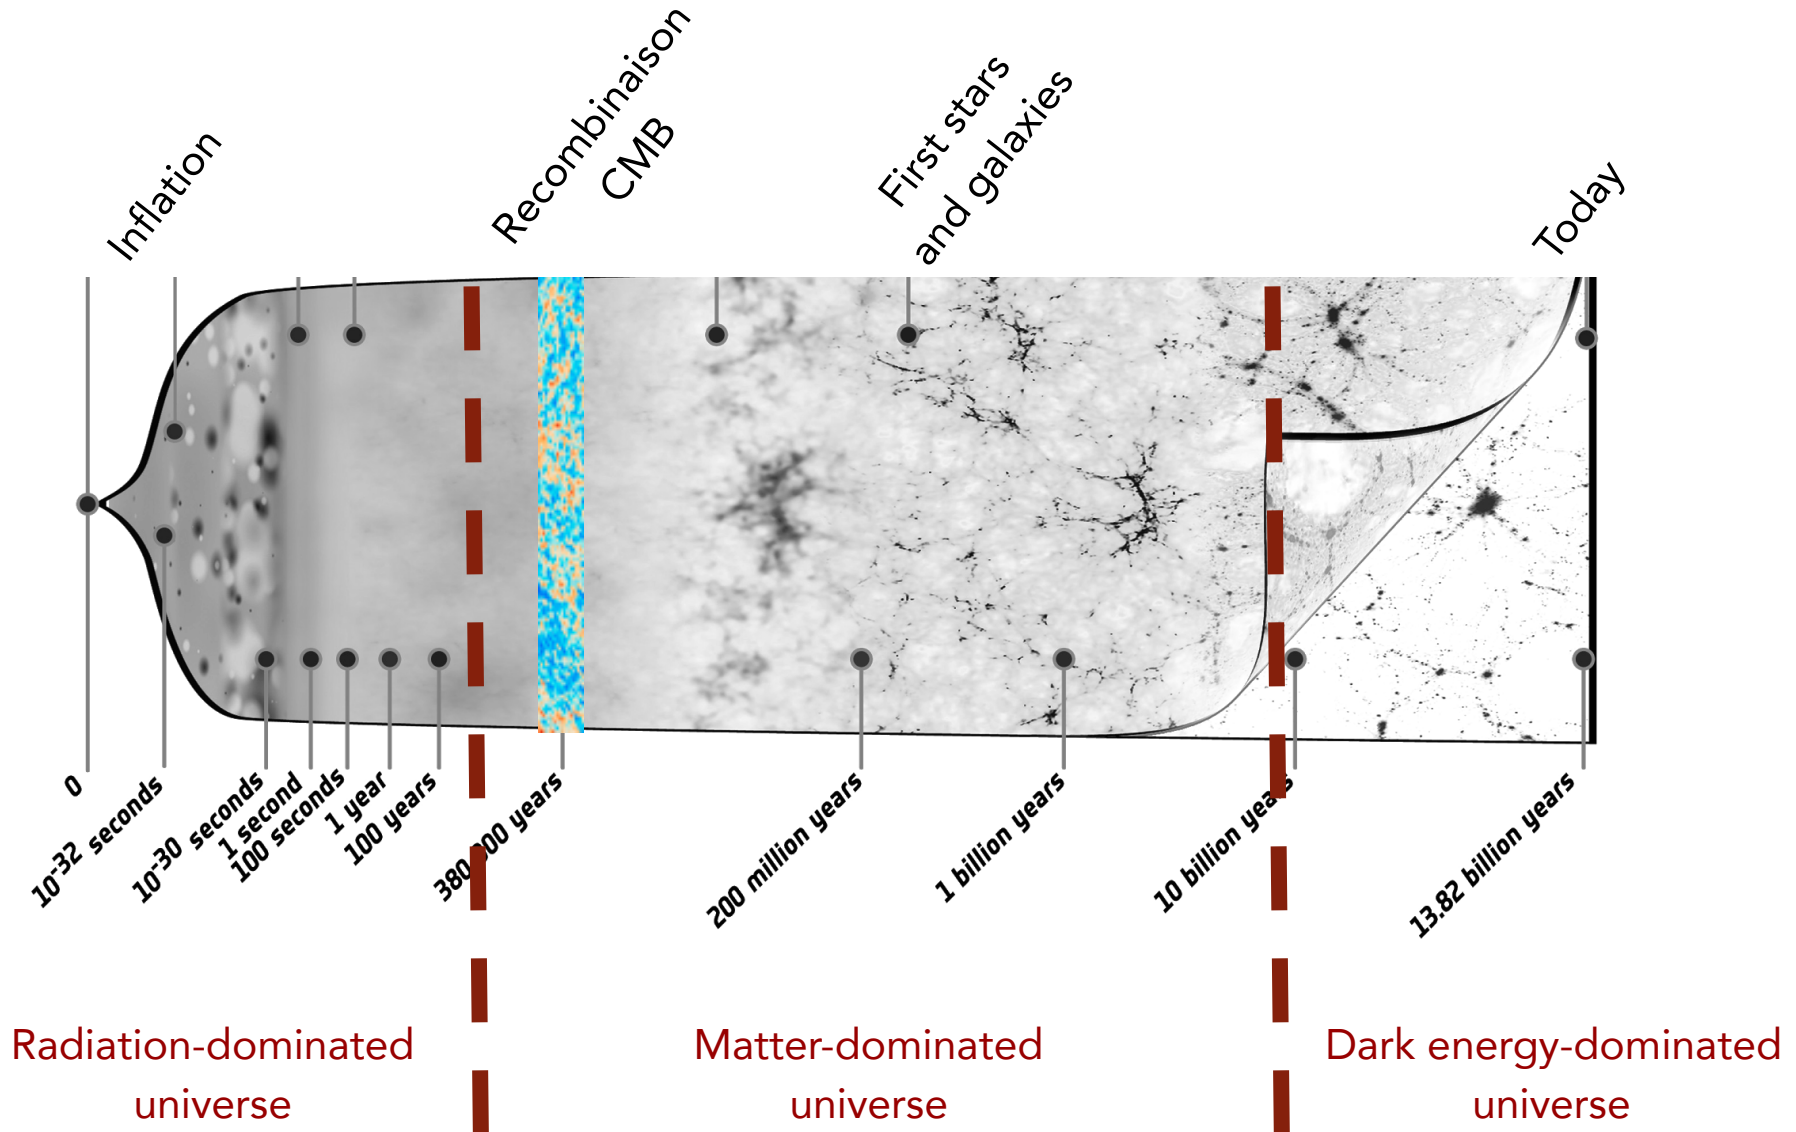 Inflation
Recombinaison
CMB
First stars
and galaxies
Today
0
10-32 seconds
10-30 seconds
1 second
100 seconds
1 year
100 years
380 000 years
200 million years
1 billion years
10 billion years
13.82 billion years
Radiation-dominated
universe
Matter-dominated
universe
Dark energy-dominated
universe